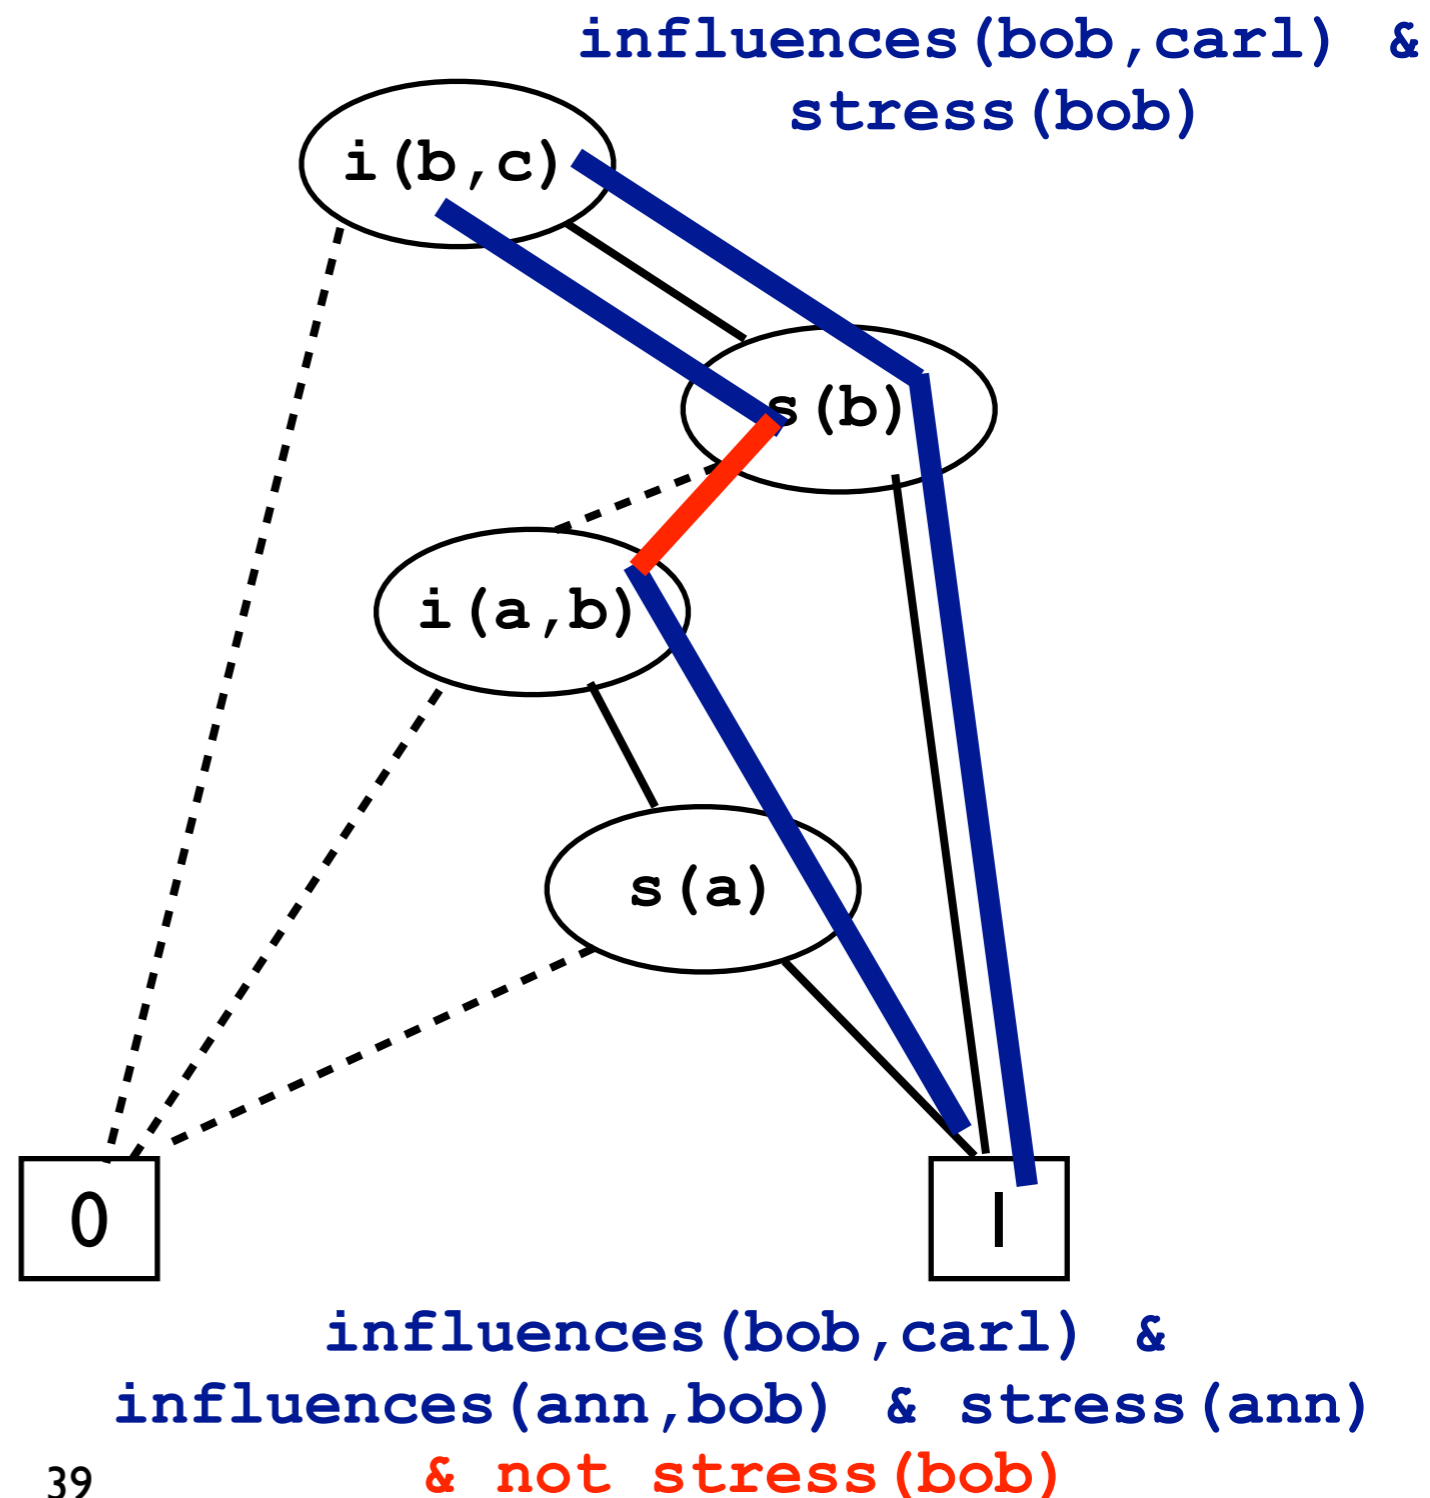 influences(bob,carl) &
stress(bob)
i(b,c)
s(b)
i(a,b)
s(a)
0
1
influences(bob,carl) &
influences(ann,bob) & stress(ann)
& not stress(bob)
39